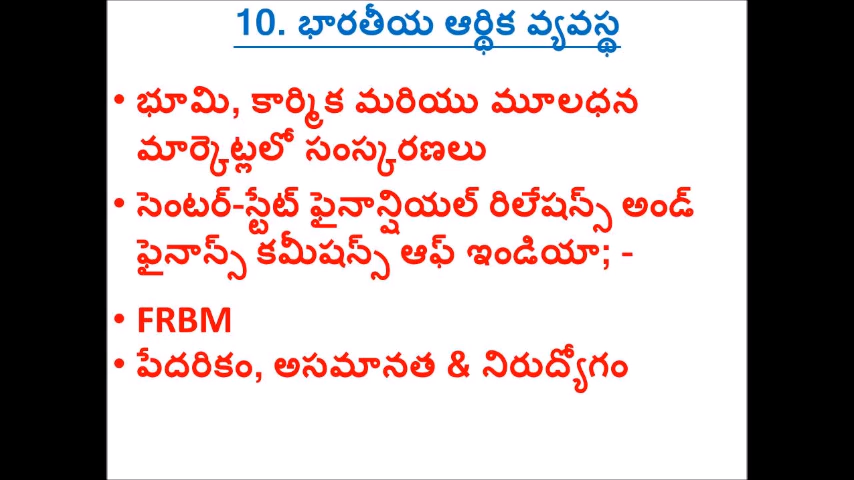 10. భారతీయ ఆర్థిక వ్యవస్థ
• భూమి, కార్మిక మరియు మూలధన
మార్కెట్లలో సంస్కరణలు
• సెంటర్-స్టేట్ ఫైనాన్షియల్ రిలేషన్స్ అండ్
ఫైనాన్స్ కమీషన్స్ ఆఫ్ ఇండియా; -
• FRBM
• పేదరికం, అసమానత & నిరుద్యోగం